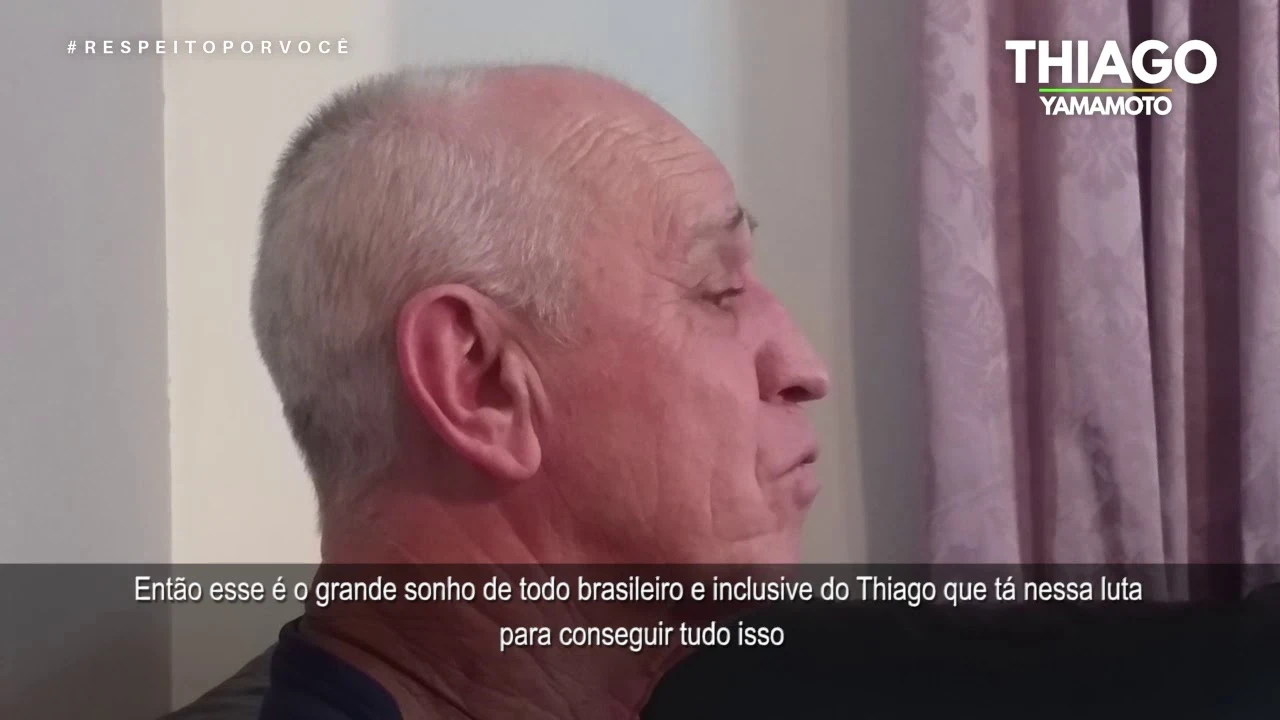 #RESPEITOPORVOCÊ
THIAGO
YAMAMOTO
Então esse é o grande sonho de todo brasileiro e inclusive do Thiago que tá nessa luta
para conseguir tudo isso